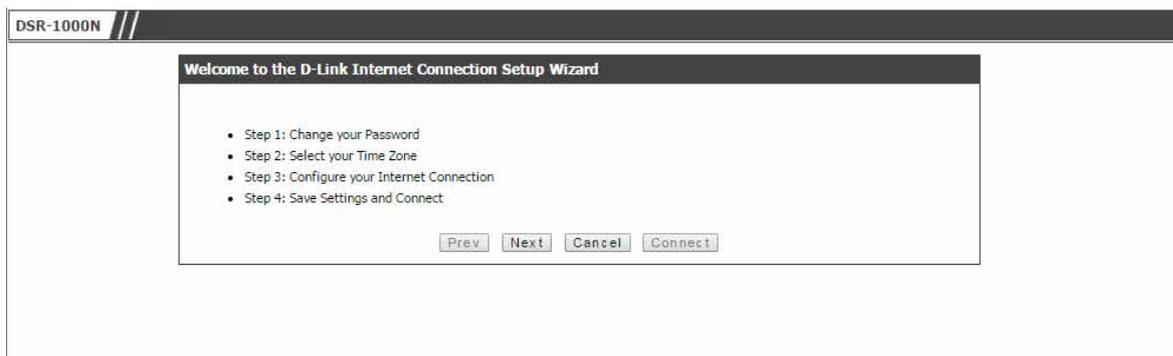 DSR-1000N
Welcome to the D-Link Internet Connection Setup Wizard
• Step 1: Change your Password
• Step 2: Select your Time Zone
• Step 3: Configure your Internet Connection
• Step 4: Save Settings and Connect
Prev Next Cancel Connect